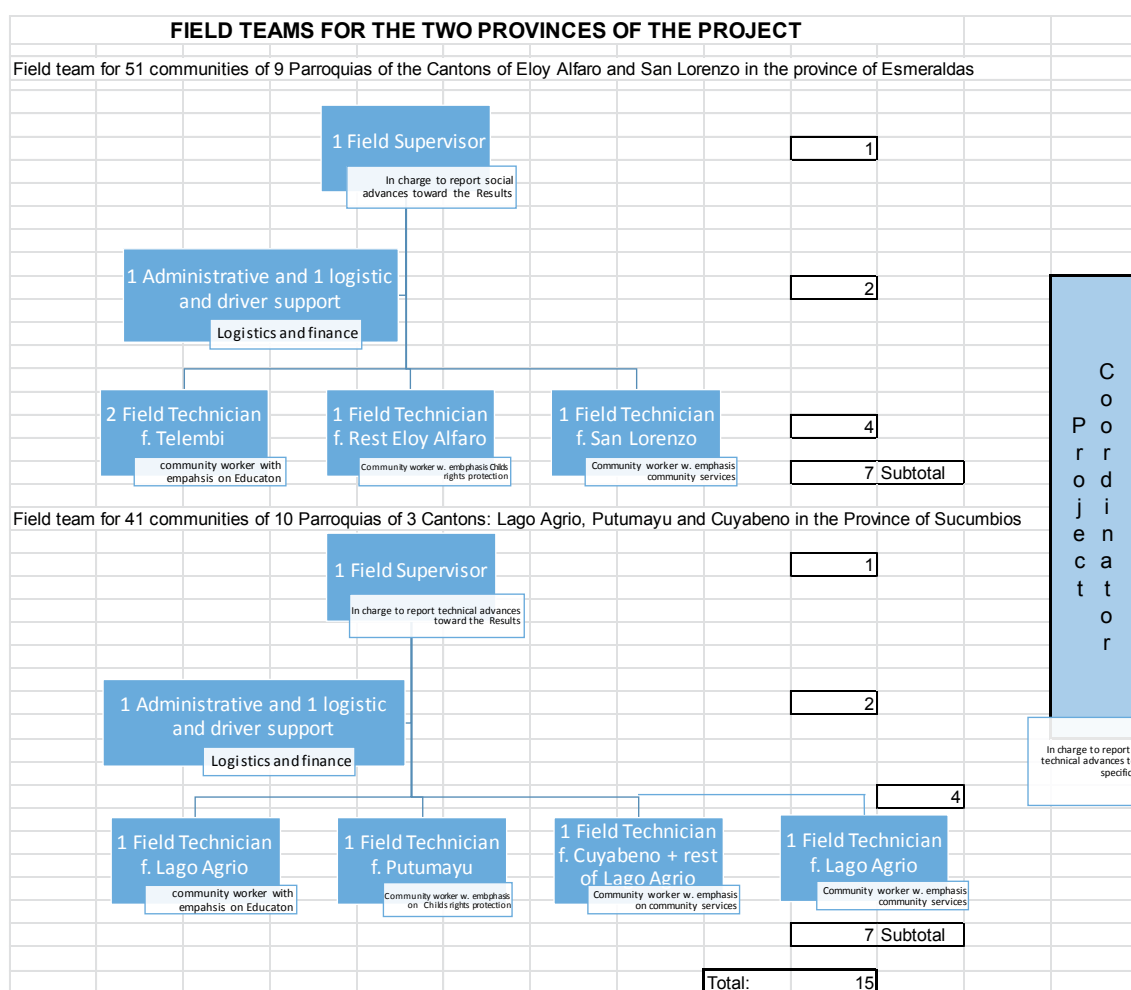 FIELD TEAMS FOR THE TWO PROVINCES OF THE PROJECT
Field team for 51 communities of 9 Parroquias of the Cantons of Eloy Alfaro and San Lorenzo in the province of Esmeraldas
1 Field Supervisor
1
In charge to report social
advances toward the Results
1 Administrative and 1 logistic
and driver support
2
Logistics and finance
2 Field Technician
f. Telembi
community worker with
empahsis on Educaton
1 Field Technician
f. Rest Eloy Alfaro
Community worker w. embphasis Childs
rights protection
1 Field Technician
f. San Lorenzo
Community worker w. emphasis
community services
4
7 Subtotal
Field team for 41 communities of 10 Parroquias of 3 Cantons: Lago Agrio, Putumayu and Cuyabeno in the Province of Sucumbios
1 Field Supervisor
1
In charge to report technical advances
toward the Results
1 Administrative and 1 logistic
and driver support
2
Logistics and finance
4
1 Field Technician
f. Lago Agrio
community worker with
empahsis on Educaton
1 Field Technician
f. Putumayu
Community worker w. embphasis
on Childs rights protection
1 Field Technician
f. Cuyabeno + rest
of Lago Agrio
Community worker w. emphasis
on community services
1 Field Technician
f. Lago Agrio
Community worker w. emphasis
community services
7 Subtotal
Total: 15
Project
Coordinator
In charge to report
technical advances
specific